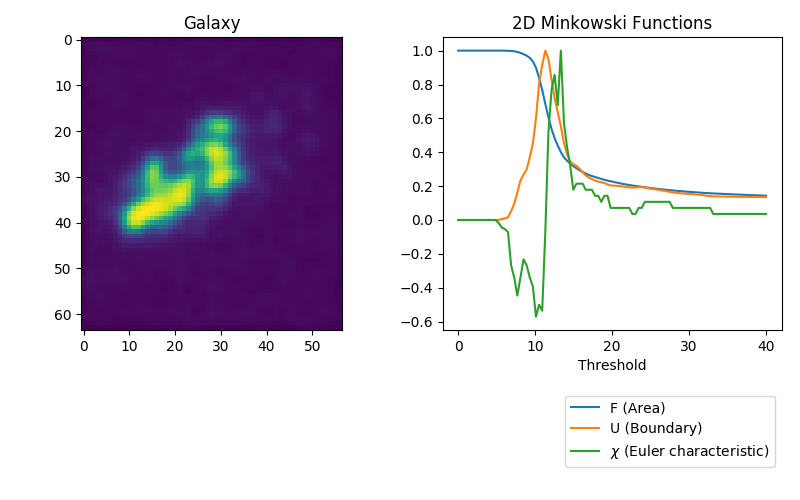 Galaxy
0
10
20
30
40
50
60
0 10 20 30 40 50
2D Minkowski Functions
1.0
0.8
0.6
0.4
0.2
0.0
−0.2
−0.4
−0.6
0 10 20 30 40
Threshold
F (Area)
U (Boundary)
χ (Euler characteristic)